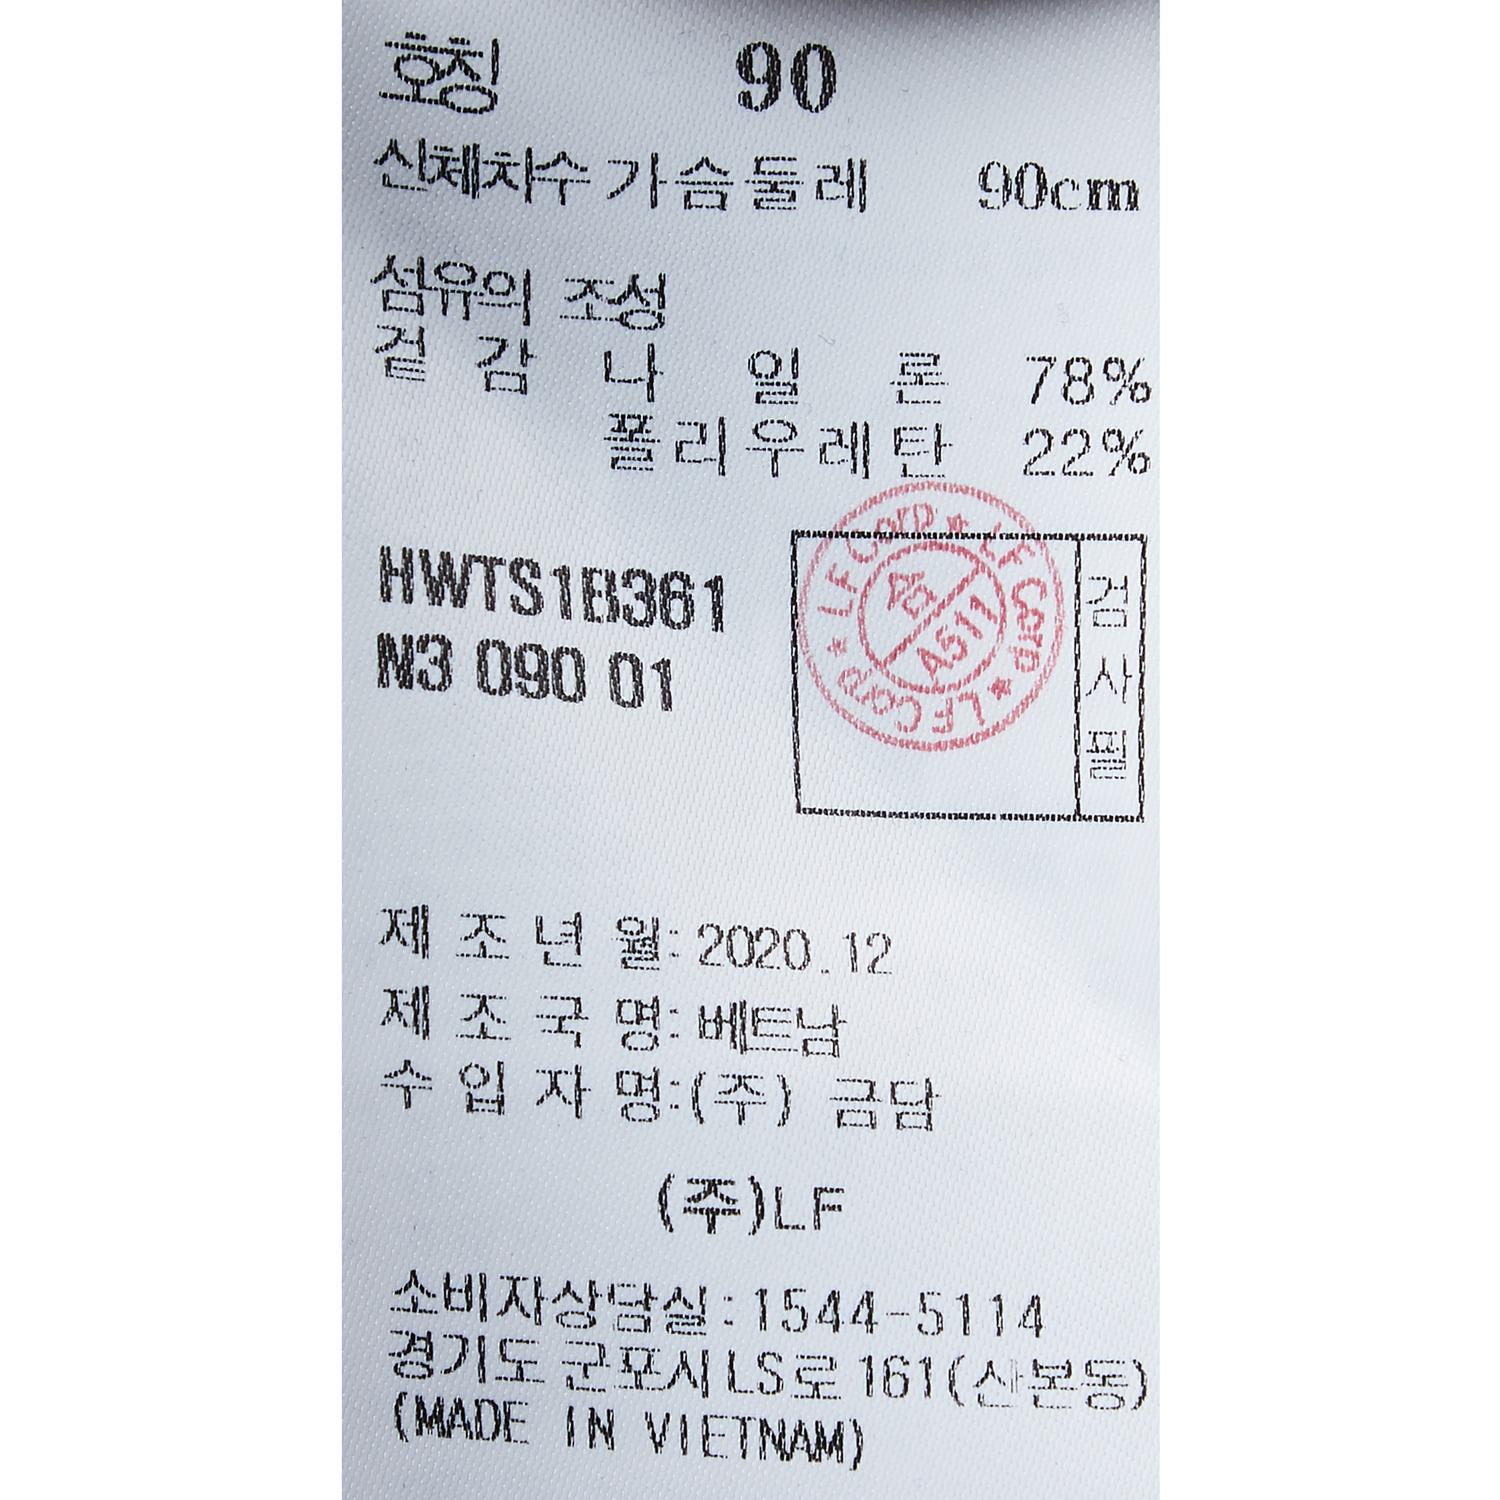 호칭 90
신체치수 가슴둘레 90cm
섬유의 조성
겉감 나일론 78%
폴리우레탄 22%
HWTS1B361
N3 090 01
LF Corp ★ LF Corp ★ LF Corp ★
A511
검사필
제조년월: 2020.12
제조국명: 베트남
수입자명:(주) 금담
(주)LF
소비자상담실:1544-5114
경기도 군포시 LS로 161(산본동)
(MADE IN VIETNAM)